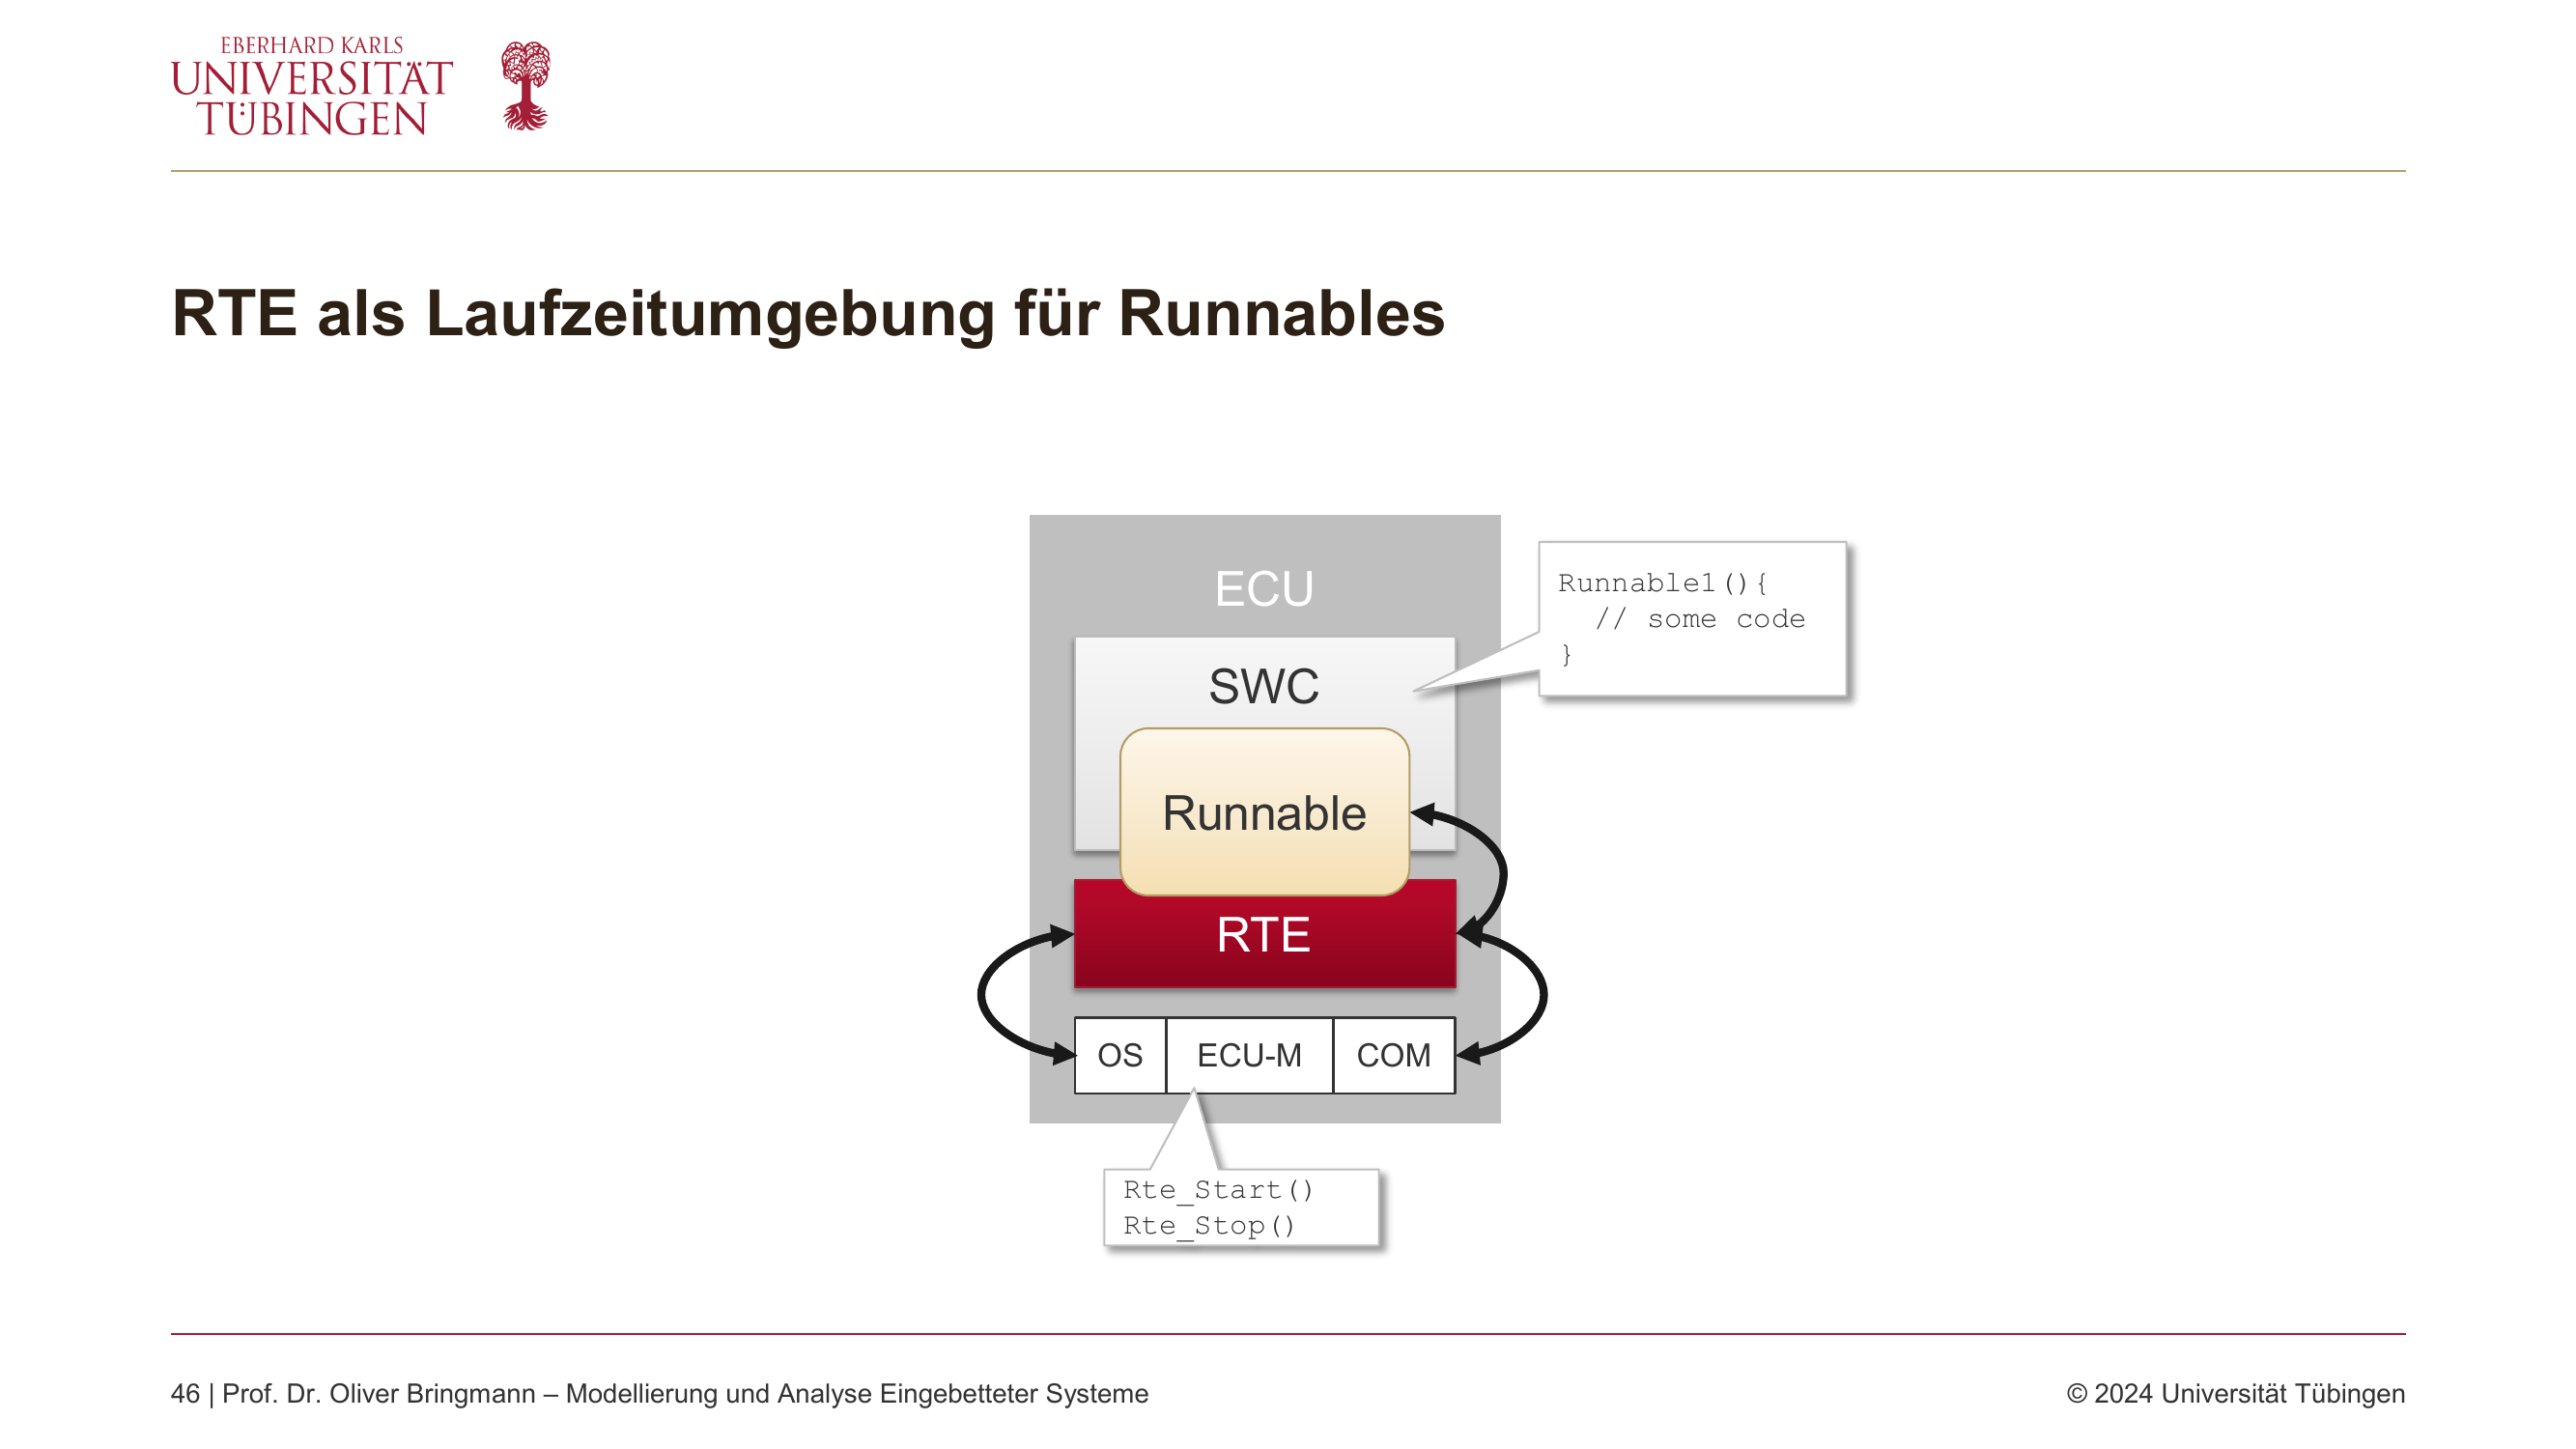 EBERHARD KARLS
UNIVERSITÄT
TÜBINGEN
RTE als Laufzeitumgebung für Runnables
ECU
Runnable1(){
// some code
}
SWC
Runnable
RTE
OS
ECU-M
COM
Rte_Start()
Rte_Stop()
46 | Prof. Dr. Oliver Bringmann – Modellierung und Analyse Eingebetteter Systeme
© 2024 Universität Tübingen